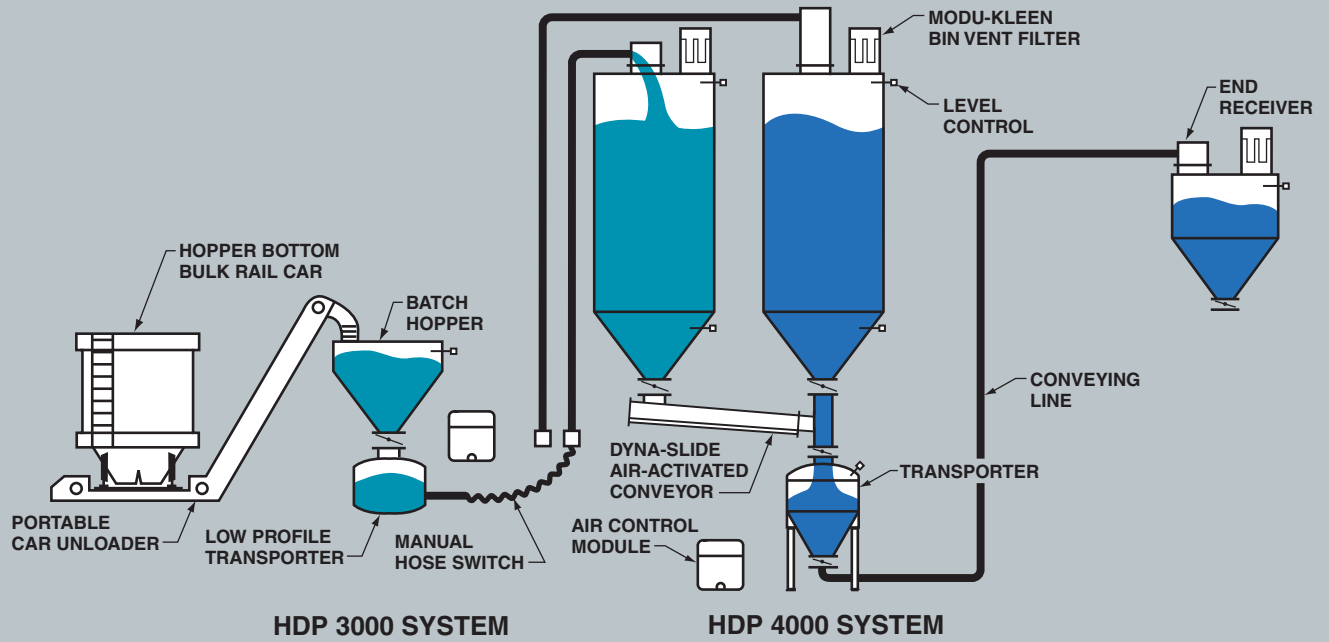 MODU-KLEEN
BIN VENT FILTER
LEVEL
CONTROL
END
RECEIVER
HOPPER BOTTOM
BULK RAIL CAR
BATCH
HOPPER
CONVEYING
LINE
DYNA-SLIDE
AIR-ACTIVATED
CONVEYOR
TRANSPORTER
PORTABLE
CAR UNLOADER
LOW PROFILE
TRANSPORTER
MANUAL
HOSE SWITCH
AIR CONTROL
MODULE
HDP 3000 SYSTEM
HDP 4000 SYSTEM